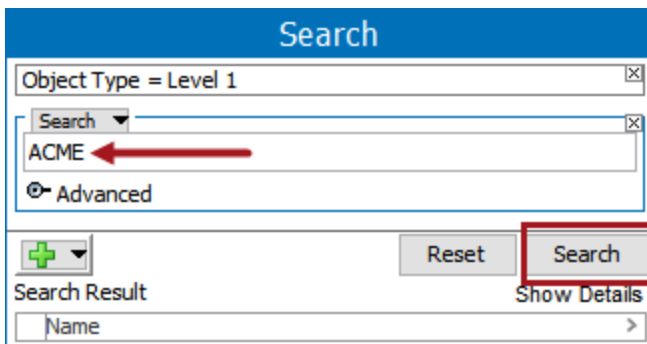 Search
Object Type = Level 1
Search
ACME
Advanced
Reset Search
Search Result Show Details
Name